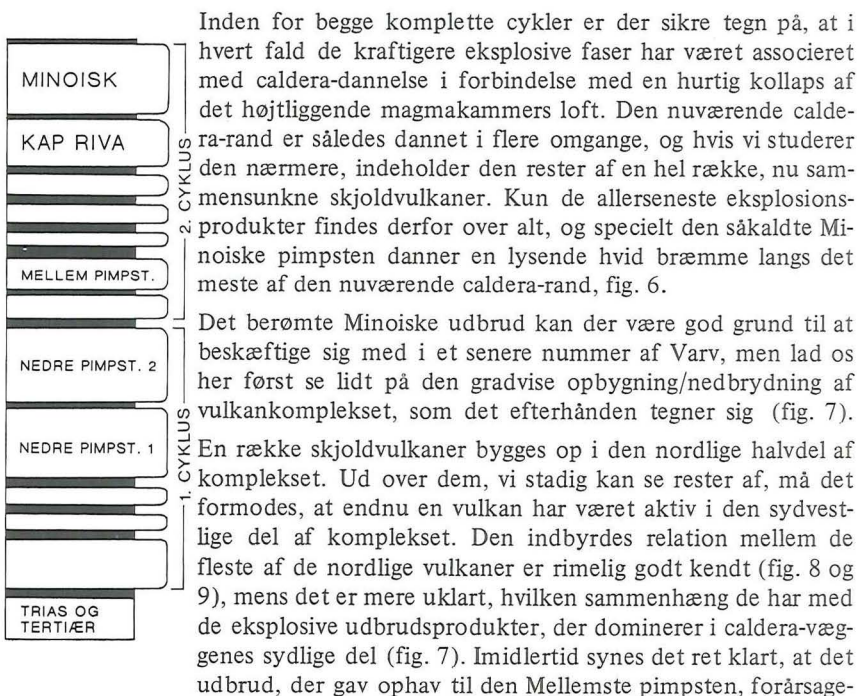 MINOISK
KAP RIVA
MELLEM PIMPST.
NEDRE PIMPST. 2
NEDRE PIMPST. 1
TRIAS OG
TERTIÆR
2. CYKLUS
1. CYKLUS
Inden for begge komplette cykler er der sikre tegn på, at i
hvert fald de kraftigere eksplosive faser har været associeret
med caldera-dannelse i forbindelse med en hurtig kollaps af
det højtliggende magmakammers loft. Den nuværende calde-
ra-rand er således dannet i flere omgange, og hvis vi studerer
den nærmere, indeholder den rester af en hel række, nu sam-
mensunkne skjoldvulkaner. Kun de allerseneste eksplosions-
produkter findes derfor over alt, og specielt den såkaldte Mi-
noiske pimpsten danner en lysende hvid bræmme langs det
meste af den nuværende caldera-rand, fig. 6.
Det berømte Minoiske udbrud kan der være god grund til at
beskæftige sig med i et senere nummer af Varv, men lad os
her først se lidt på den gradvise opbygning/nedbrydning af
vulkankomplekset, som det efterhånden tegner sig (fig. 7).
En række skjoldvulkaner bygges op i den nordlige halvdel af
komplekset. Ud over dem, vi stadig kan se rester af, må det
formodes, at endnu en vulkan har været aktiv i den sydvest-
lige del af komplekset. Den indbyrdes relation mellem de
fleste af de nordlige vulkaner er rimelig godt kendt (fig. 8 og
9), mens det er mere uklart, hvilken sammenhæng de har med
de eksplosive udbrudsprodukter, der dominerer i caldera-væg-
genes sydlige del (fig. 7). Imidlertid synes det ret klart, at det
udbrud, der gav ophav til den Mellemste pimpsten, forårsage-